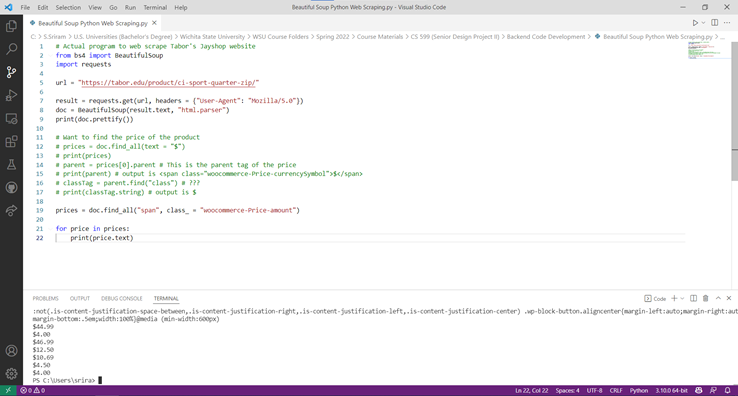 File Edit Selection View Go Run Terminal Help
Beautiful Soup Python Web Scraping.py - Visual Studio Code
Beautiful Soup Python Web Scraping.py
C: > S.Sriram > U.S. Universities (Bachelor's Degree) > Wichita State University > WSU Course Folders > Spring 2022 > Course Materials > CS 599 (Senior Design Project II) > Backend Code Development > Beautiful Soup Python Web Scraping.py > ...
1 # Actual program to web scrape Tabor's Jayshop website
2 from bs4 import BeautifulSoup
3 import requests
4
5 url = "https://tabor.edu/product/ci-sport-quarter-zip/"
6
7 result = requests.get(url, headers = {"User-Agent": "Mozilla/5.0"})
8 doc = BeautifulSoup(result.text, "html.parser")
9 print(doc.prettify())
10
11 # Want to find the price of the product
12 # prices = doc.find_all(text = "$")
13 # print(prices)
14 # parent = prices[0].parent # This is the parent tag of the price
15 # print(parent) # output is <span class="woocommerce-Price-currencySymbol">$</span>
16 # classTag = parent.find("class") # ???
17 # print(classTag.string) # output is $
18
19 prices = doc.find_all("span", class_ = "woocommerce-Price-amount")
20
21 for price in prices:
22 print(price.text)
PROBLEMS OUTPUT DEBUG CONSOLE TERMINAL
Code
:not(.is-content-justification-space-between,.is-content-justification-right,.is-content-justification-left,.is-content-justification-center) .wp-block-button.aligncenter{margin-left:auto;margin-right:aut
margin-bottom:.5em;width:100%}@media (min-width:600px)
$44.99
$4.00
$46.99
$12.50
$10.69
$4.50
$4.00
PS C:\Users\srira>
0 0 Ln 22, Col 22 Spaces: 4 UTF-8 CRLF Python 3.10.0 64-bit